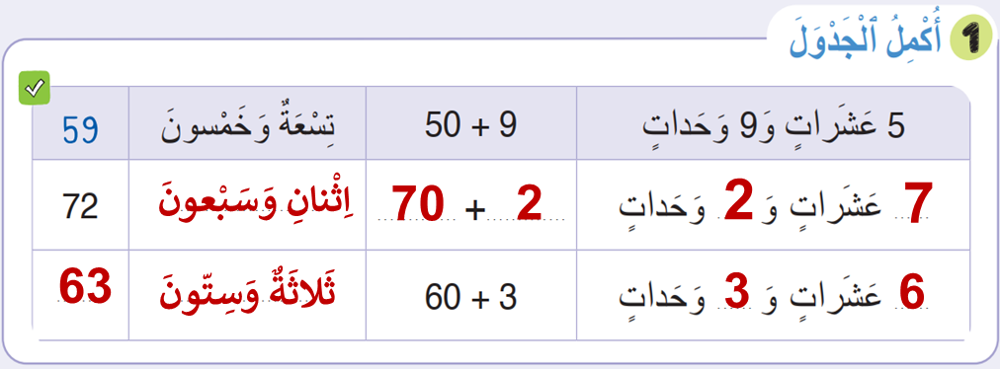 1 أُكْمِلُ ٱلْجَدْوَلَ
5 عَشَراتٍ وَ9 وَحَداتٍ 50 + 9 تِسْعَةٌ وَخَمْسونَ 59
7 عَشَراتٍ وَ 2 وَحَداتٍ 70 + 2 اِثْنانِ وَسَبْعونَ 72
6 عَشَراتٍ وَ 3 وَحَداتٍ 60 + 3 ثَلاثَةٌ وَسِتّونَ 63